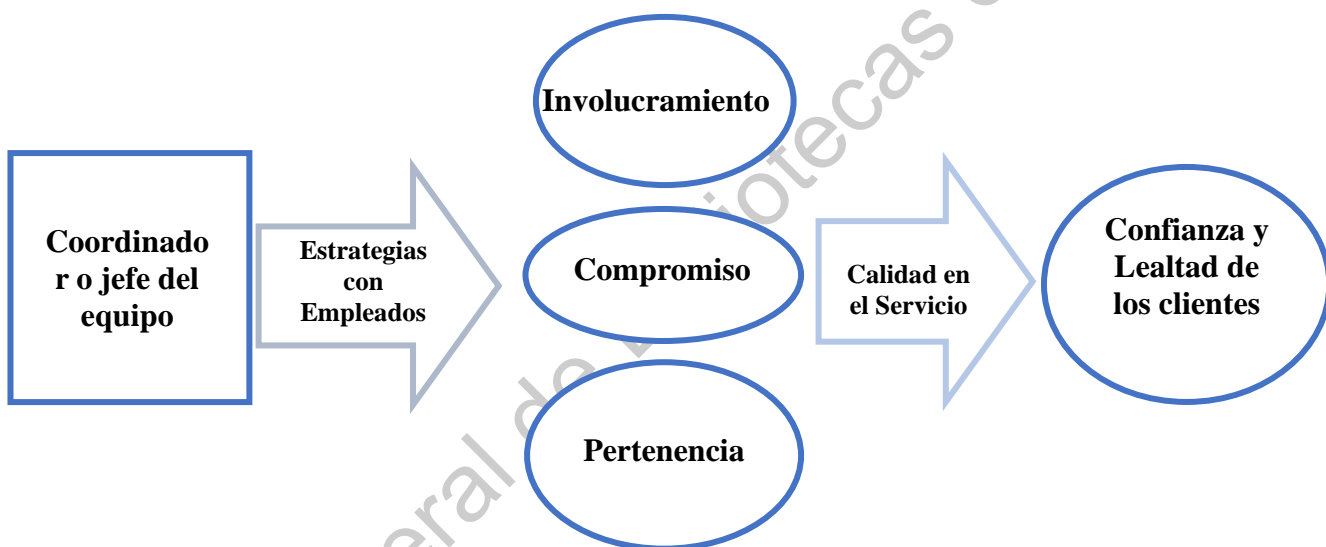 Involucramiento
Coordinado
r o jefe del
equipo
Estrategias
con
Empleados
Compromiso
Calidad en
el Servicio
Confianza y
Lealtad de
los clientes
Pertenencia